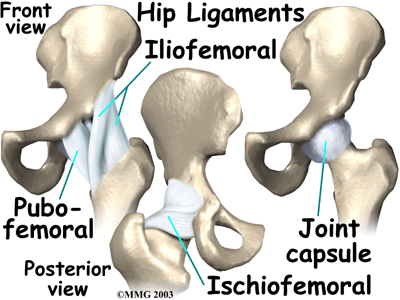 Front
view
Hip Ligaments
Iliofemoral
Pubo-
femoral
Joint
capsule
Posterior
view
Ischiofemoral
©MMG 2003